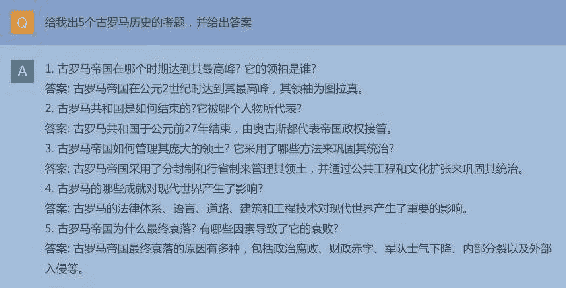 Q 给我出5个古罗马历史的考题，并给出答案
A 1. 古罗马帝国在哪个时期达到其最高峰? 它的领袖是谁?
答案: 古罗马帝国在公元2世纪时达到其最高峰，其领袖为图拉真。
2. 古罗马共和国是如何结束的?它被哪个人物所代表?
答案: 古罗马共和国于公元前27年结束，由奥古斯都代表帝国政权接管。
3. 古罗马帝国如何管理其庞大的领土? 它采用了哪些方法来巩固其统治?
答案: 古罗马帝国采用了分封制和行省制来管理其领土，并通过公共工程和文化扩张来巩固其统治。
4. 古罗马的哪些成就对现代世界产生了影响?
答案: 古罗马的法律体系、语言、道路、建筑和工程技术对现代世界产生了重要的影响。
5. 古罗马帝国为什么最终衰落? 有哪些因素导致了它的衰败?
答案: 古罗马帝国最终衰落的原因有多种，包括政治腐败、财政赤字、军队士气下降、内部分裂以及外部
入侵等。